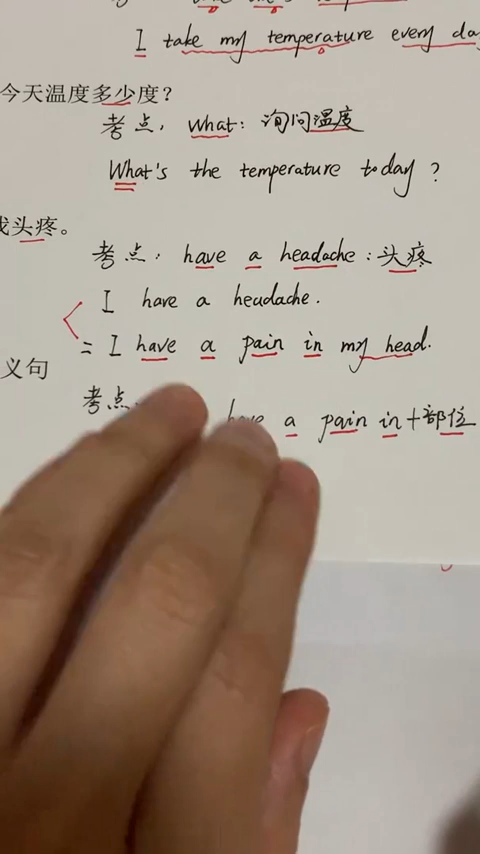 I take my temperature every
今天温度多少度？
考点，what：询问温度
What's the temperature today?
头疼。
考点：have a headache：头疼
I have a headache.
= I have a pain in my head.
义句
考点 have a pain in+部位